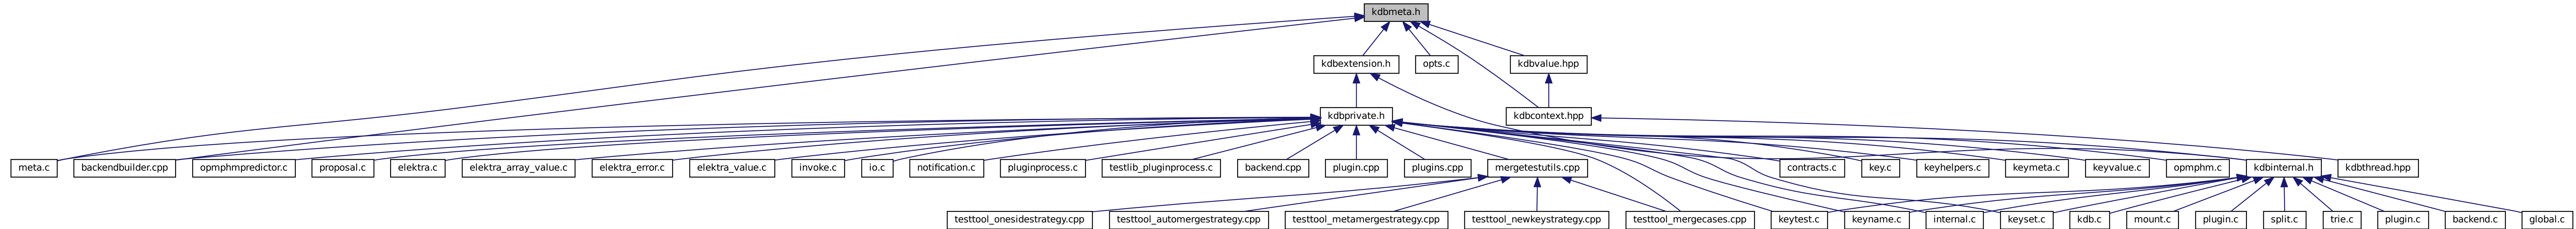 kdbmeta.h
kdbextension.h
opts.c
kdbvalue.hpp
kdbprivate.h
kdbcontext.hpp
meta.c
backendbuilder.cpp
opmphmpredictor.c
proposal.c
elektra.c
elektra_array_value.c
elektra_error.c
elektra_value.c
invoke.c
io.c
notification.c
pluginprocess.c
testlib_pluginprocess.c
backend.cpp
plugin.cpp
plugins.cpp
mergetestutils.cpp
contracts.c
key.c
keyhelpers.c
keymeta.c
keyvalue.c
opmphm.c
kdbinternal.h
kdbthread.hpp
testtool_onesidestrategy.cpp
testtool_automergestrategy.cpp
testtool_metamergestrategy.cpp
testtool_newkeystrategy.cpp
testtool_mergecases.cpp
keytest.c
keyname.c
internal.c
keyset.c
kdb.c
mount.c
plugin.c
split.c
trie.c
plugin.c
backend.c
global.c